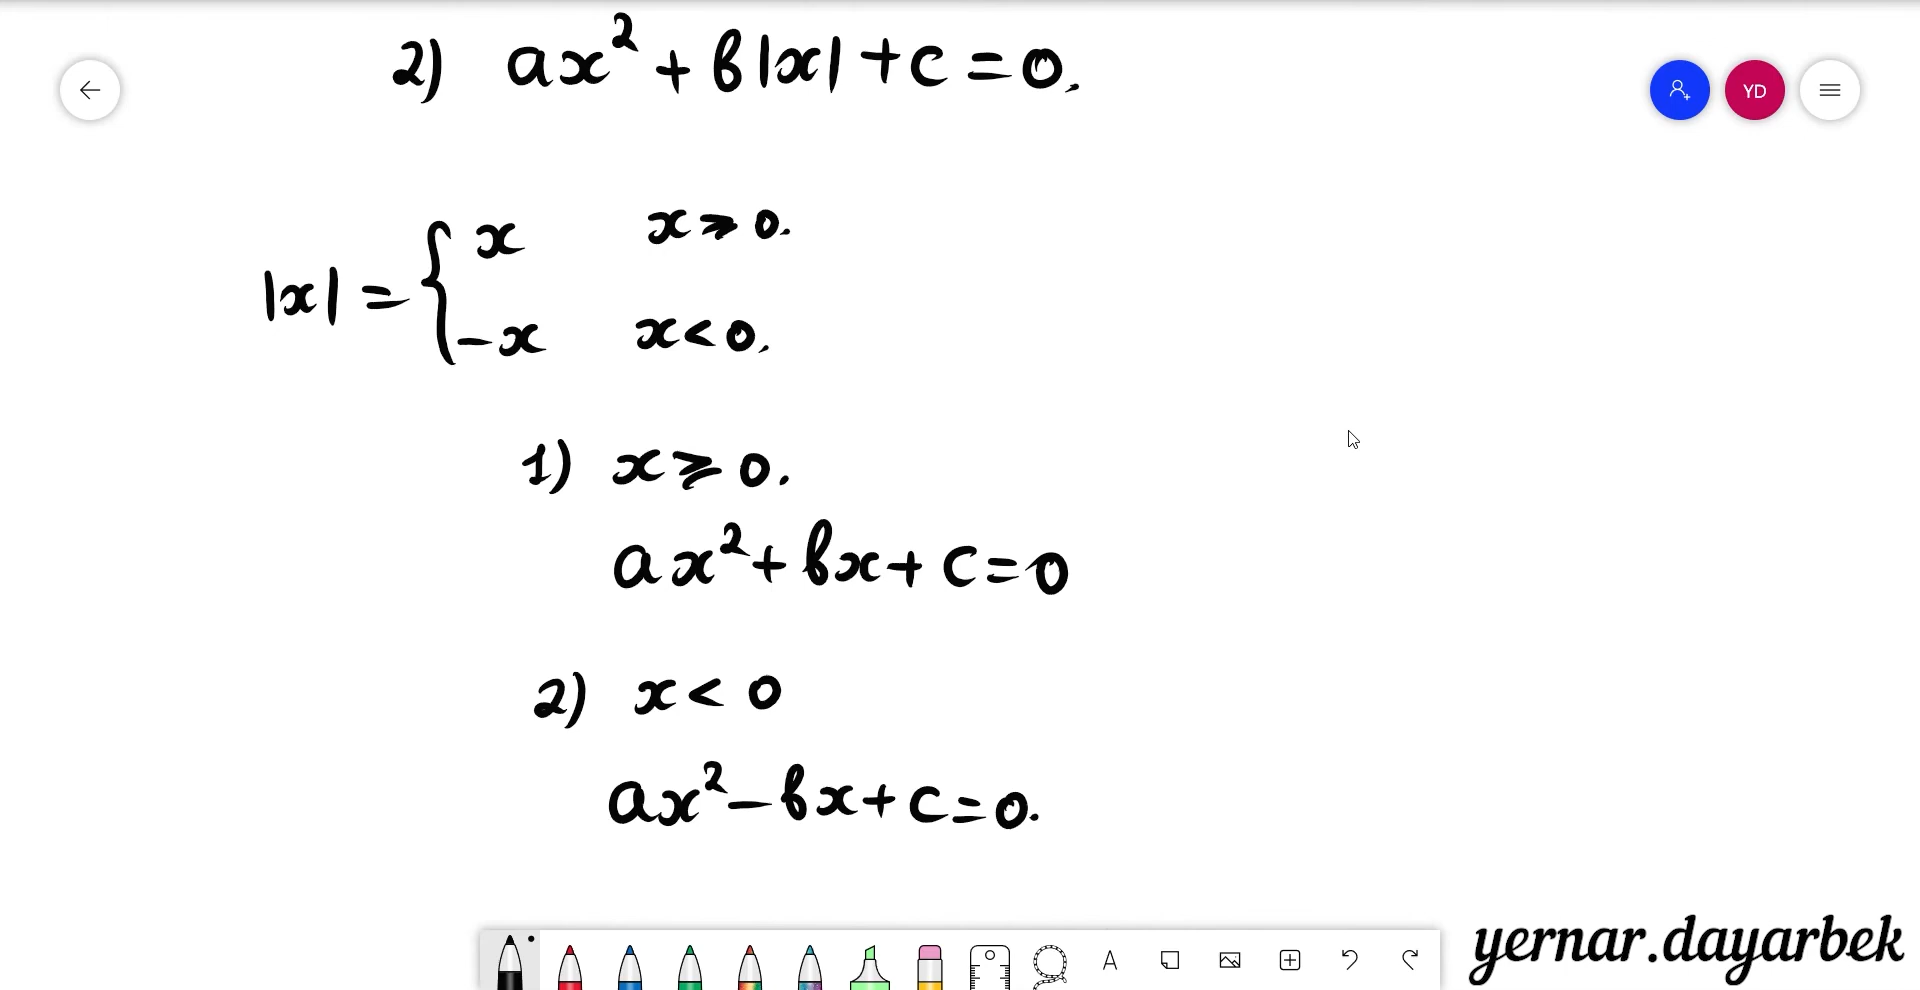 2) ax² + b|x| + c = 0.
YD
|x| = { x x ⩾ 0.
-x x < 0.
1) x ⩾ 0.
ax² + bx + c = 0
2) x < 0
ax² - bx + c = 0.
A
yernar.dayarbek